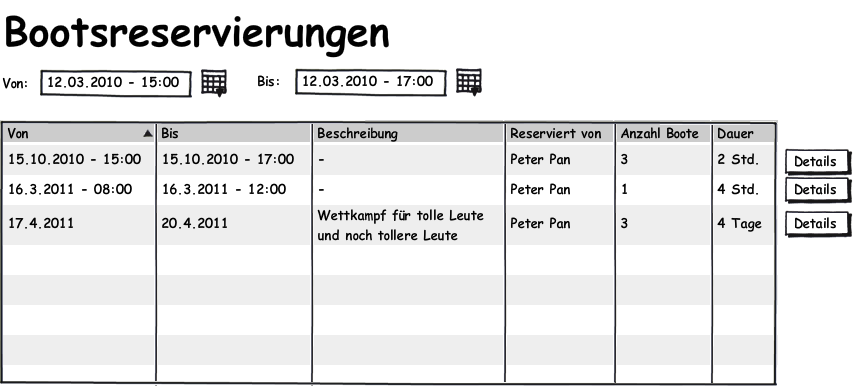 Bootsreservierungen
Von: 12.03.2010 - 15:00 Bis: 12.03.2010 - 17:00
Von Bis Beschreibung Reserviert von Anzahl Boote Dauer
15.10.2010 - 15:00 15.10.2010 - 17:00 - Peter Pan 3 2 Std. Details
16.3.2011 - 08:00 16.3.2011 - 12:00 - Peter Pan 1 4 Std. Details
17.4.2011 20.4.2011 Wettkampf für tolle Leute Peter Pan 3 4 Tage Details
und noch tollere Leute